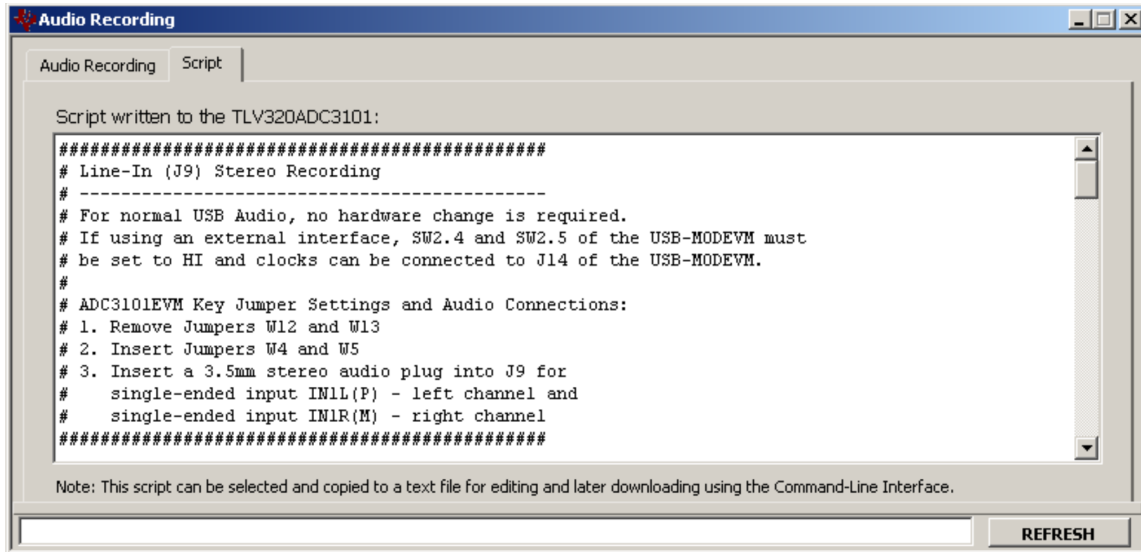 Audio Recording
Audio Recording Script
Script written to the TLV320ADC3101:
###############################################
# Line-In (J9) Stereo Recording
# ---------------------------------------------
# For normal USB Audio, no hardware change is required.
# If using an external interface, SW2.4 and SW2.5 of the USB-MODEVM must
# be set to HI and clocks can be connected to J14 of the USB-MODEVM.
#
# ADC3101EVM Key Jumper Settings and Audio Connections:
# 1. Remove Jumpers W12 and W13
# 2. Insert Jumpers W4 and W5
# 3. Insert a 3.5mm stereo audio plug into J9 for
#    single-ended input IN1L(P) - left channel and
#    single-ended input IN1R(M) - right channel
###############################################
Note: This script can be selected and copied to a text file for editing and later downloading using the Command-Line Interface.
REFRESH